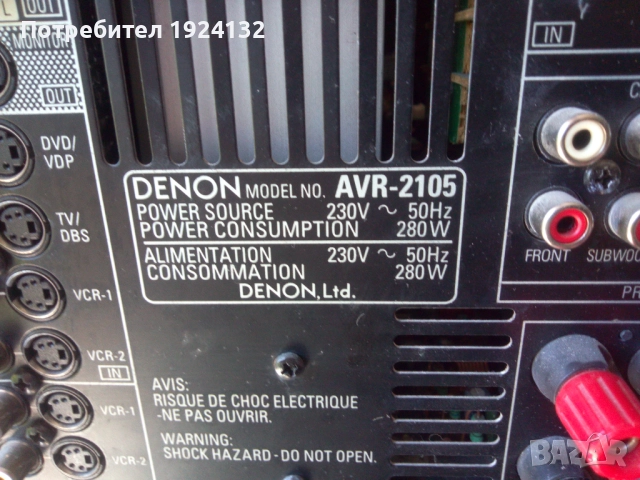 Потребител 1924132
OUT
IN
MONITOR
OUT
DVD/
VDP
TV/
DBS
VCR-1
VCR-2
IN
VCR-1
VCR-2
DENON MODEL NO. AVR-2105
POWER SOURCE 230V ~ 50Hz
POWER CONSUMPTION 280W
ALIMENTATION 230V ~ 50Hz
CONSOMMATION 280W
DENON, Ltd.
AVIS:
RISQUE DE CHOC ELECTRIQUE
-NE PAS OUVRIR.
WARNING:
SHOCK HAZARD-DO NOT OPEN.
C
FRONT SUBWOO
PR
BAZAR